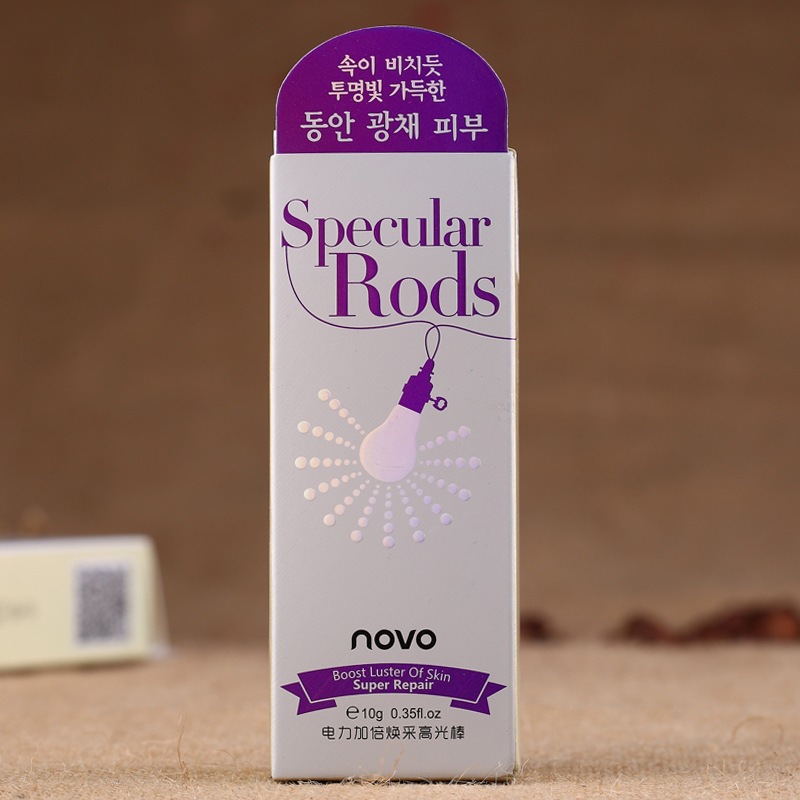 속이 비치듯
투명빛 가득한
동안 광채 피부
Specular
Rods
novo
Boost Luster Of Skin
Super Repair
℮10g 0.35fl.oz
电力加倍焕采高光棒